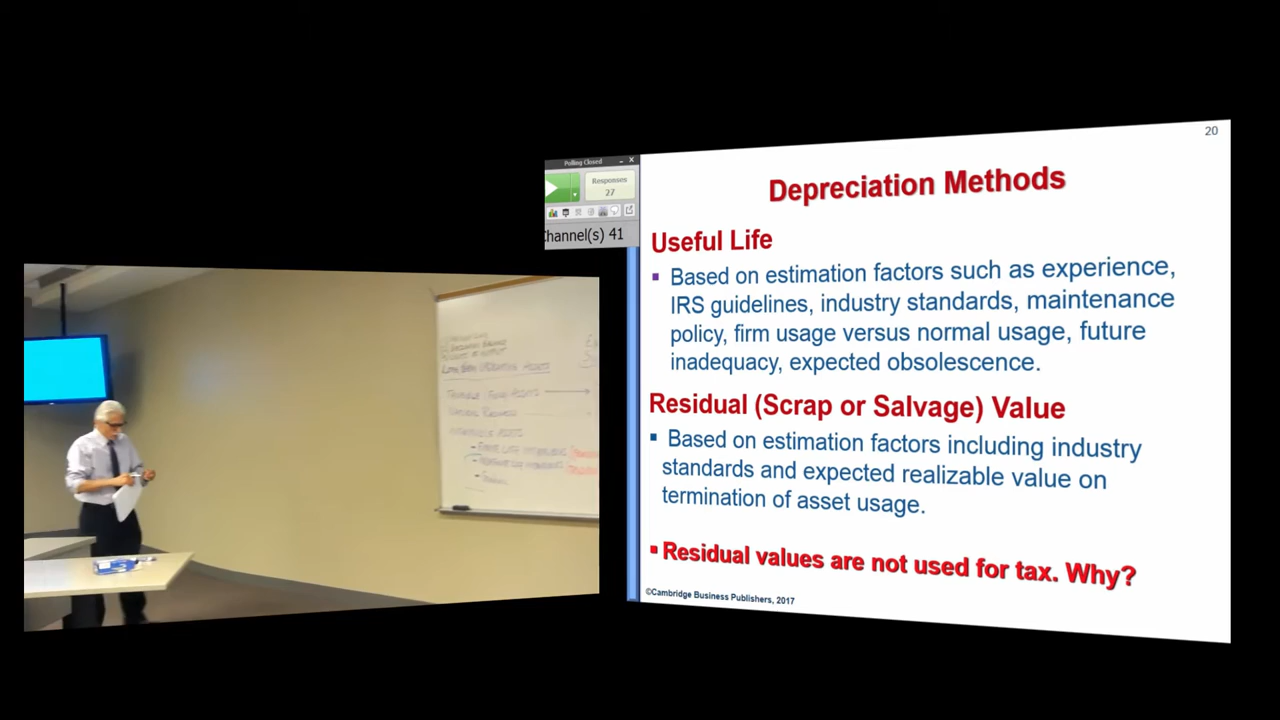 20
Polling Closed
Responses
27
Channel(s) 41
Depreciation Methods
Useful Life
Based on estimation factors such as experience,
IRS guidelines, industry standards, maintenance
policy, firm usage versus normal usage, future
inadequacy, expected obsolescence.
Residual (Scrap or Salvage) Value
Based on estimation factors including industry
standards and expected realizable value on
termination of asset usage.
Residual values are not used for tax. Why?
©Cambridge Business Publishers, 2017